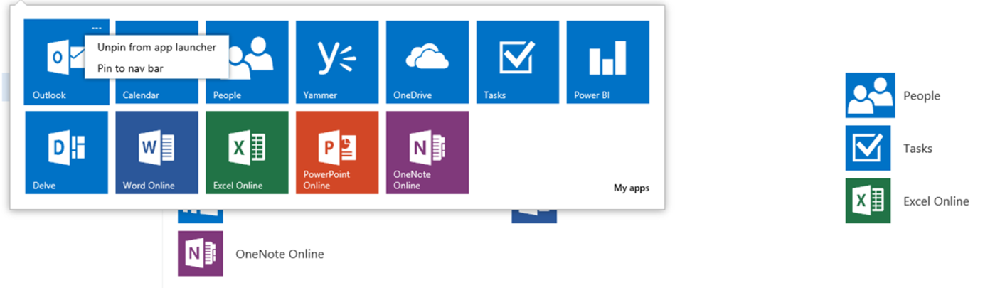 ...
Unpin from app launcher
Pin to nav bar
Outlook
Calendar
People
Yammer
OneDrive
Tasks
Power BI
Delve
Word Online
Excel Online
PowerPoint
Online
OneNote
Online
My apps
People
Tasks
Excel Online
OneNote Online